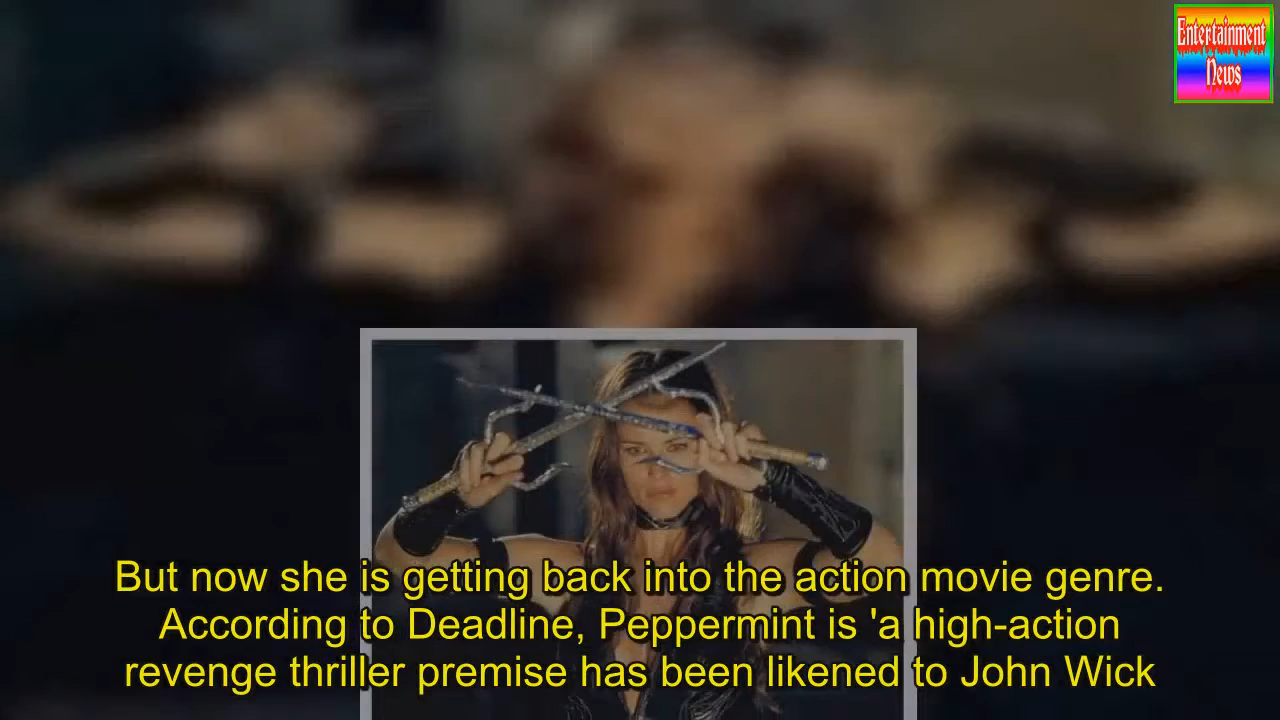 Entertainment
News
But now she is getting back into the action movie genre.
According to Deadline, Peppermint is 'a high-action
revenge thriller premise has been likened to John Wick